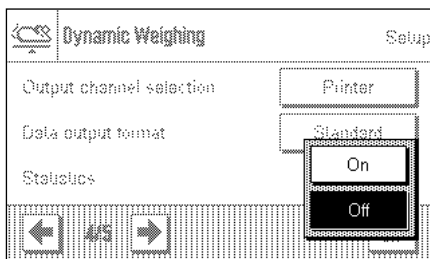 Dynamic Weighing Setup
Output channel selection Printer
Data output format Standard
Statistics
On
Off
4/5